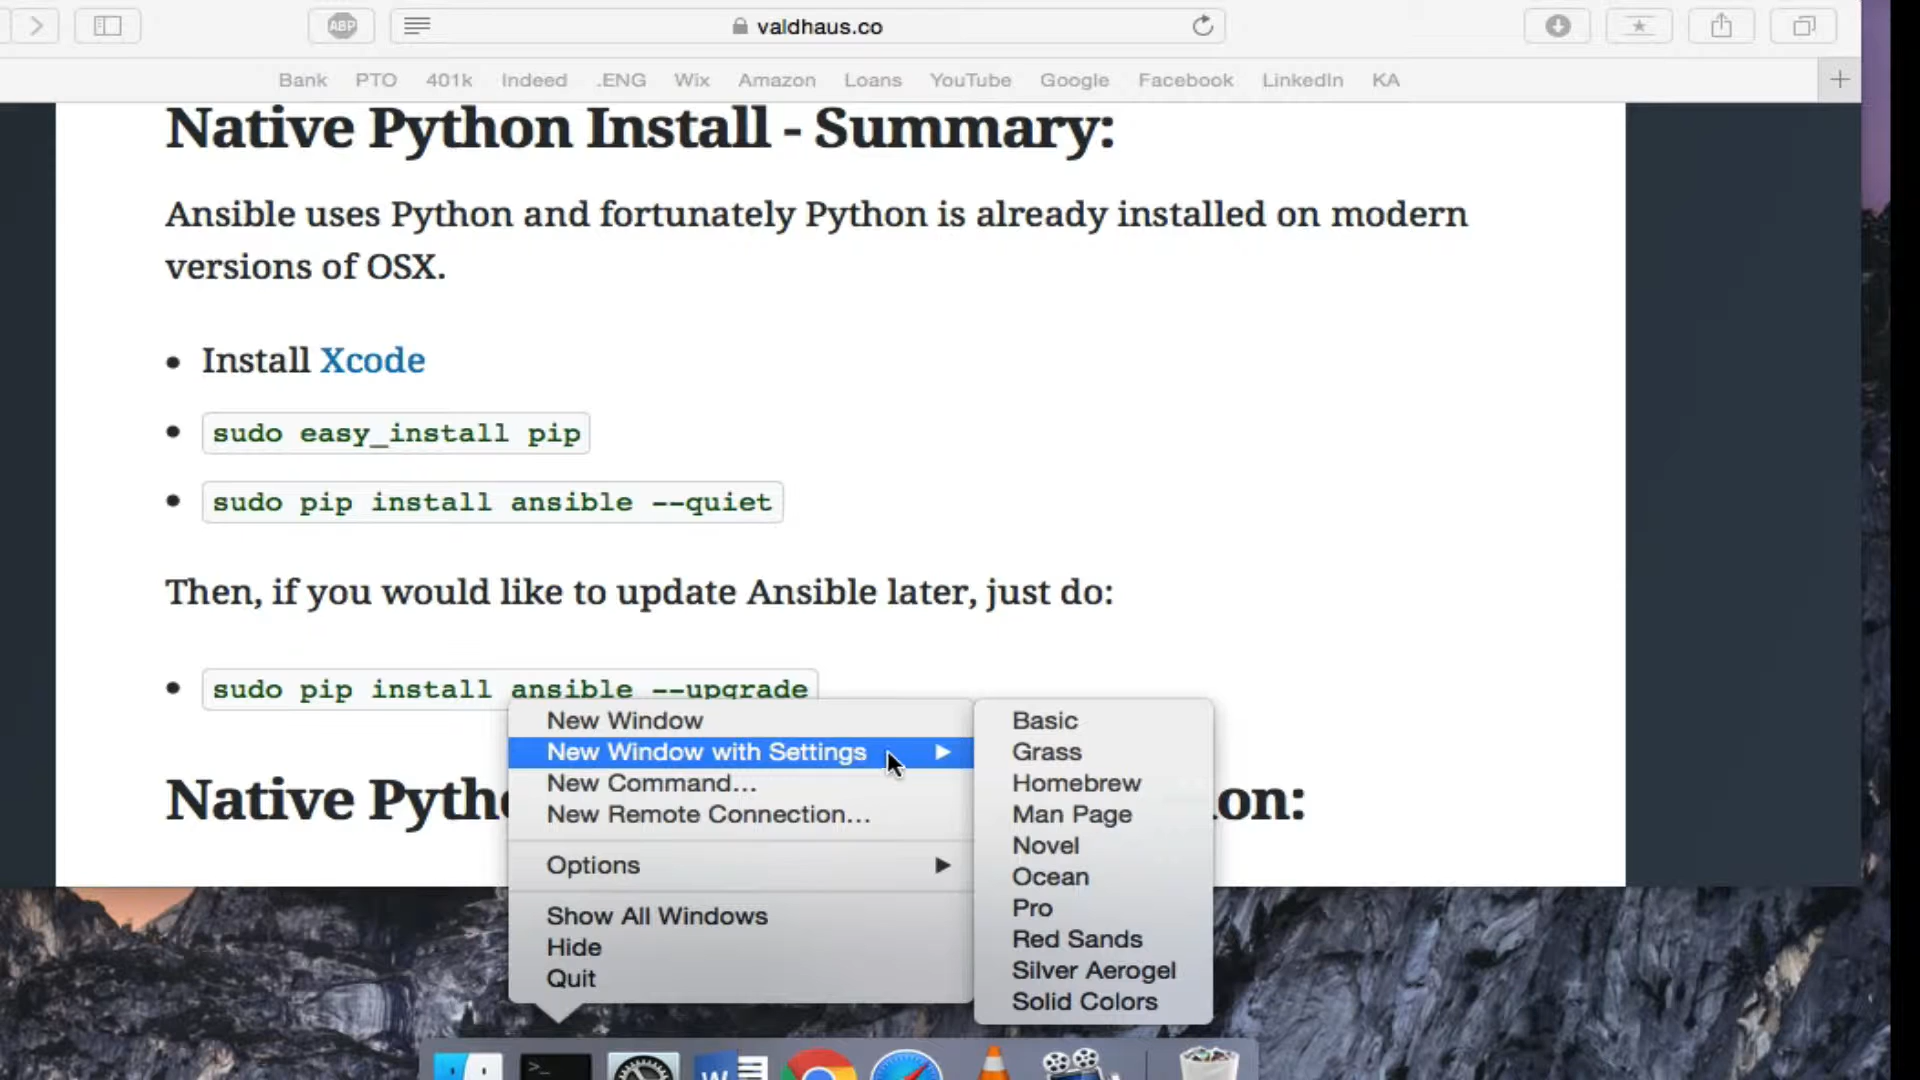 ABP
valdhaus.co
Bank PTO 401k Indeed .ENG Wix Amazon Loans YouTube Google Facebook LinkedIn KA
Native Python Install - Summary:
Ansible uses Python and fortunately Python is already installed on modern
versions of OSX.
Install Xcode
sudo easy_install pip
sudo pip install ansible --quiet
Then, if you would like to update Ansible later, just do:
sudo pip install ansible --upgrade
New Window
New Window with Settings
New Command...
New Remote Connection...
Options
Show All Windows
Hide
Quit
Basic
Grass
Homebrew
Man Page
Novel
Ocean
Pro
Red Sands
Silver Aerogel
Solid Colors
Native
>_
W